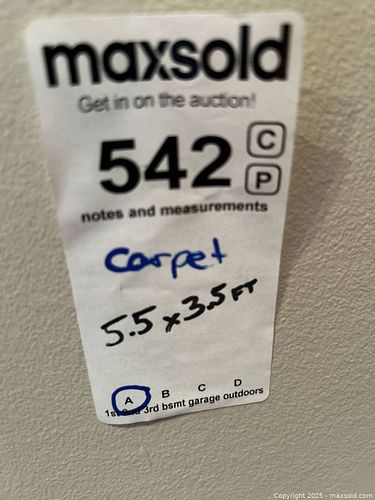 maxsold
Get in on the auction!
542 C
P
notes and measurements
Carpet
5.5 x 3.5 FT
A B C D
1st 2nd 3rd bsmt garage outdoors
Copyright 2025 - maxsold.com